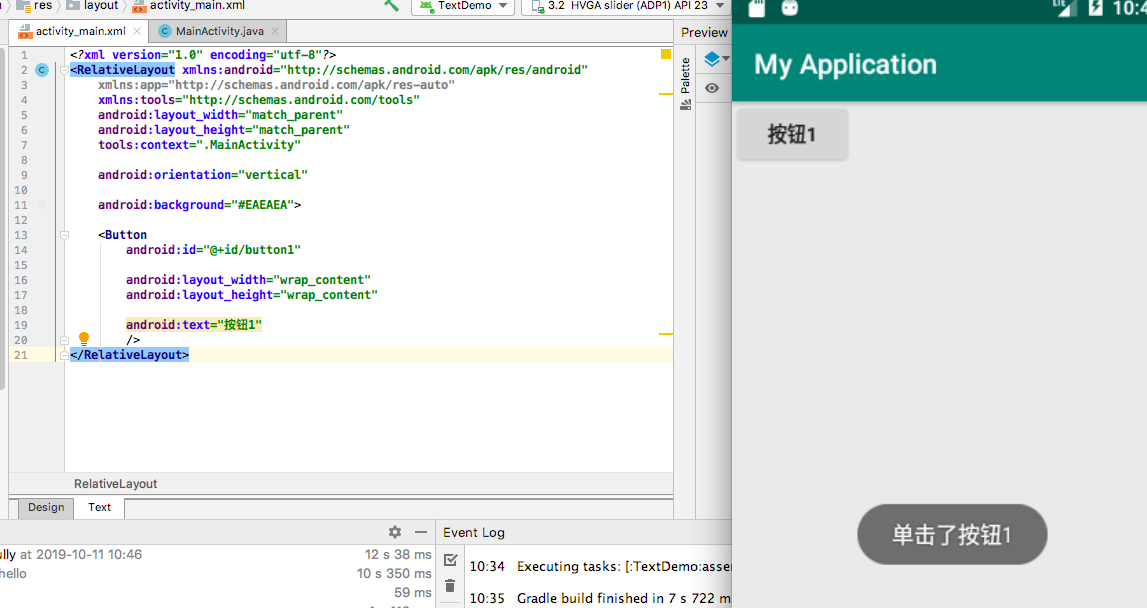 res layout activity_main.xml TextDemo 3.2 HVGA slider (ADP1) API 23
activity_main.xml MainActivity.java Preview
1 <?xml version="1.0" encoding="utf-8"?>
2 <RelativeLayout xmlns:android="http://schemas.android.com/apk/res/android"
3 xmlns:app="http://schemas.android.com/apk/res-auto"
4 xmlns:tools="http://schemas.android.com/tools"
5 android:layout_width="match_parent"
6 android:layout_height="match_parent"
7 tools:context=".MainActivity"
8
9 android:orientation="vertical"
10
11 android:background="#EAEAEA">
12
13 <Button
14 android:id="@+id/button1"
15
16 android:layout_width="wrap_content"
17 android:layout_height="wrap_content"
18
19 android:text="按钮1"
20 />
21 </RelativeLayout>
RelativeLayout
Design Text
Palette
Event Log
ully at 2019-10-11 10:46 12 s 38 ms
hello 10 s 350 ms
59 ms
10:34 Executing tasks: [:TextDemo:asse
10:35 Gradle build finished in 7 s 722 m
LTE 10:4
My Application
按钮1
单击了按钮1